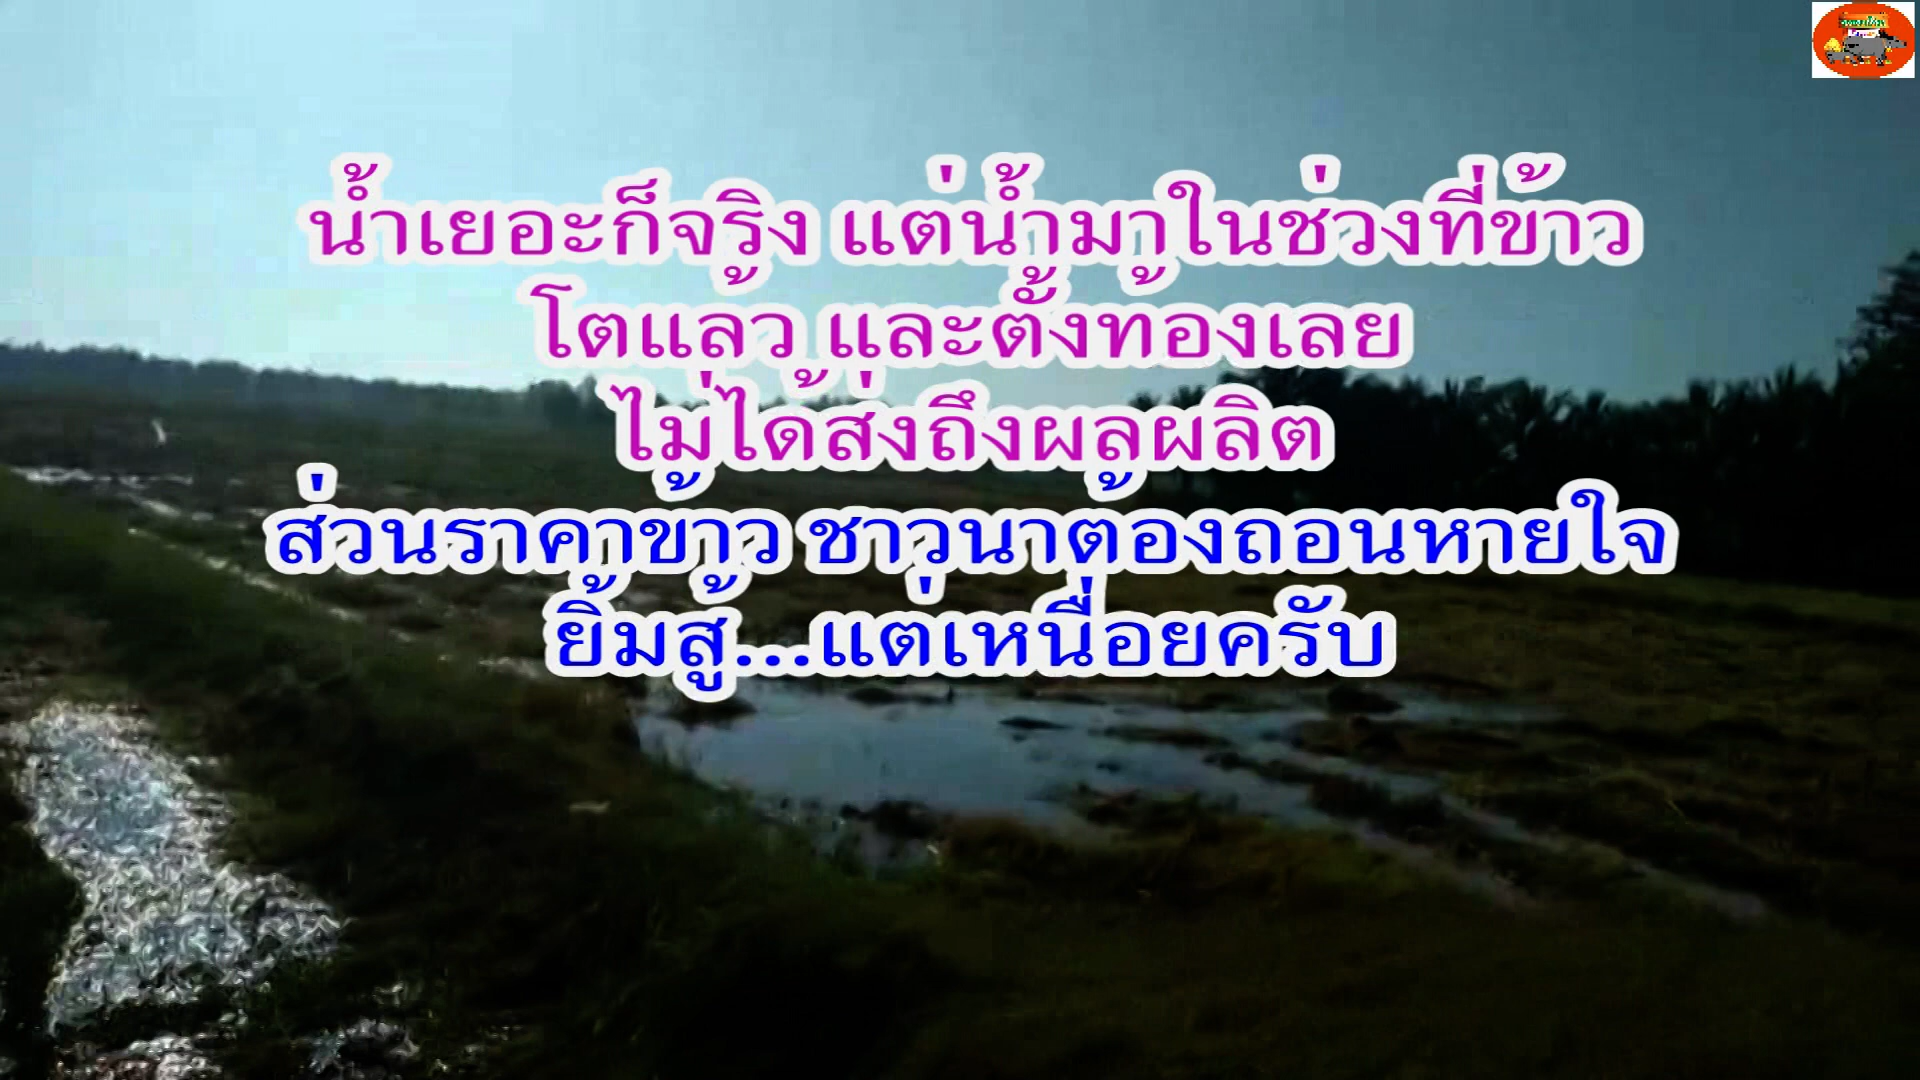 น้ำเยอะก็จริง แต่น้ำมาในช่วงที่ข้าว
โตแล้ว และตั้งท้องเลย
ไม่ได้ส่งถึงผลผลิต
ส่วนราคาข้าว ชาวนาต้องถอนหายใจ
ยิ้มสู้...แต่เหนื่อยครับ